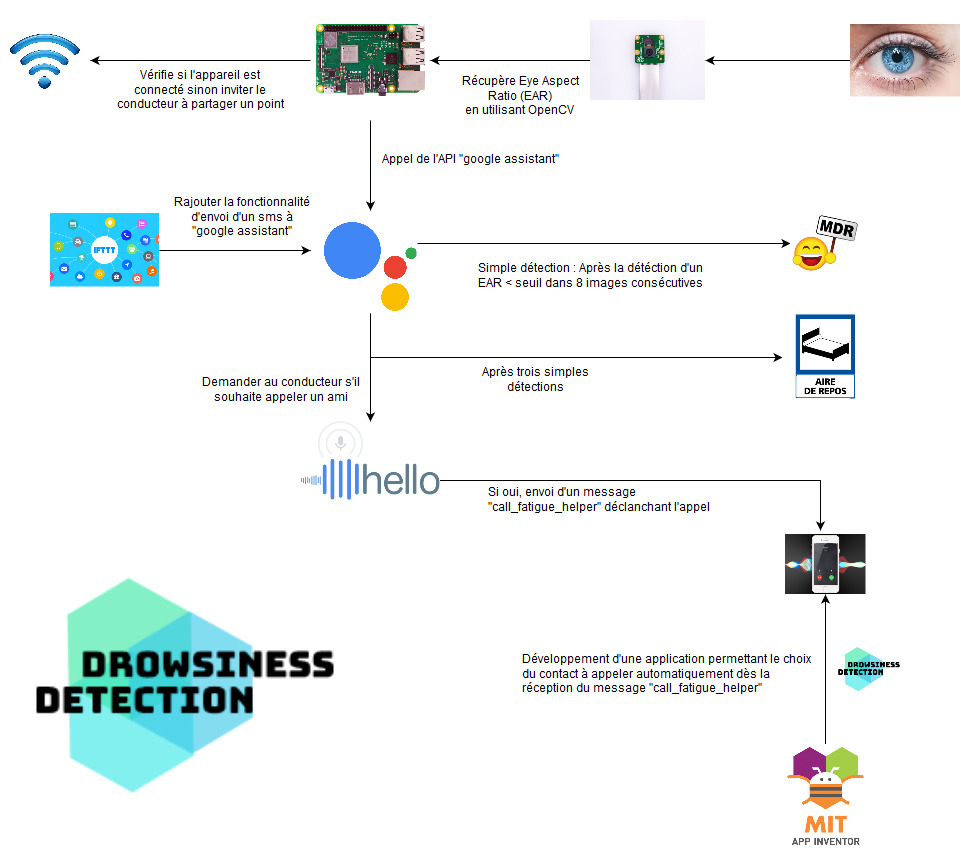 Vérifie si l'appareil est
connecté sinon inviter le
conducteur à partager un point
Récupère Eye Aspect
Ratio (EAR)
en utilisant OpenCV
Appel de l'API "google assistant"
Rajouter la fonctionnalité
d'envoi d'un sms à
"google assistant"
IFTTT
MDR
Simple détection : Après la détéction d'un
EAR < seuil dans 8 images consécutives
Après trois simples
détections
AIRE
DE REPOS
Demander au conducteur s'il
souhaite appeler un ami
hello
Si oui, envoi d'un message
"call_fatigue_helper" déclanchant l'appel
DROWSINESS
DETECTION
Développement d'une application permettant le choix
du contact à appeler automatiquement dès la
réception du message "call_fatigue_helper"
DROWSINESS
DETECTION
MIT
APP INVENTOR